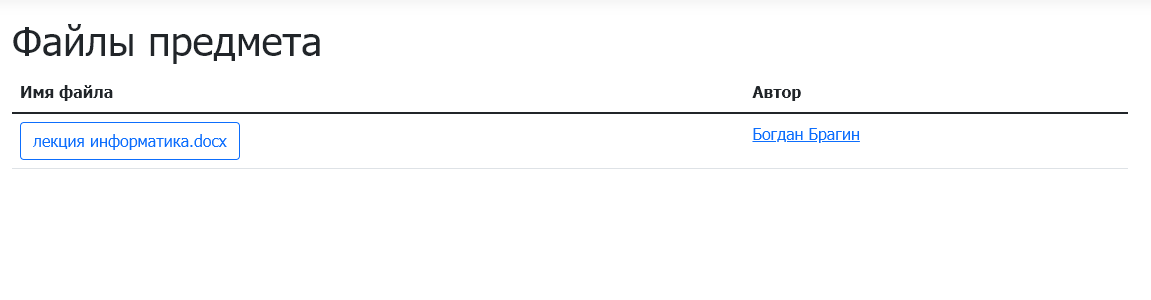 Файлы предмета
Имя файла Автор
лекция информатика.docx Богдан Брагин